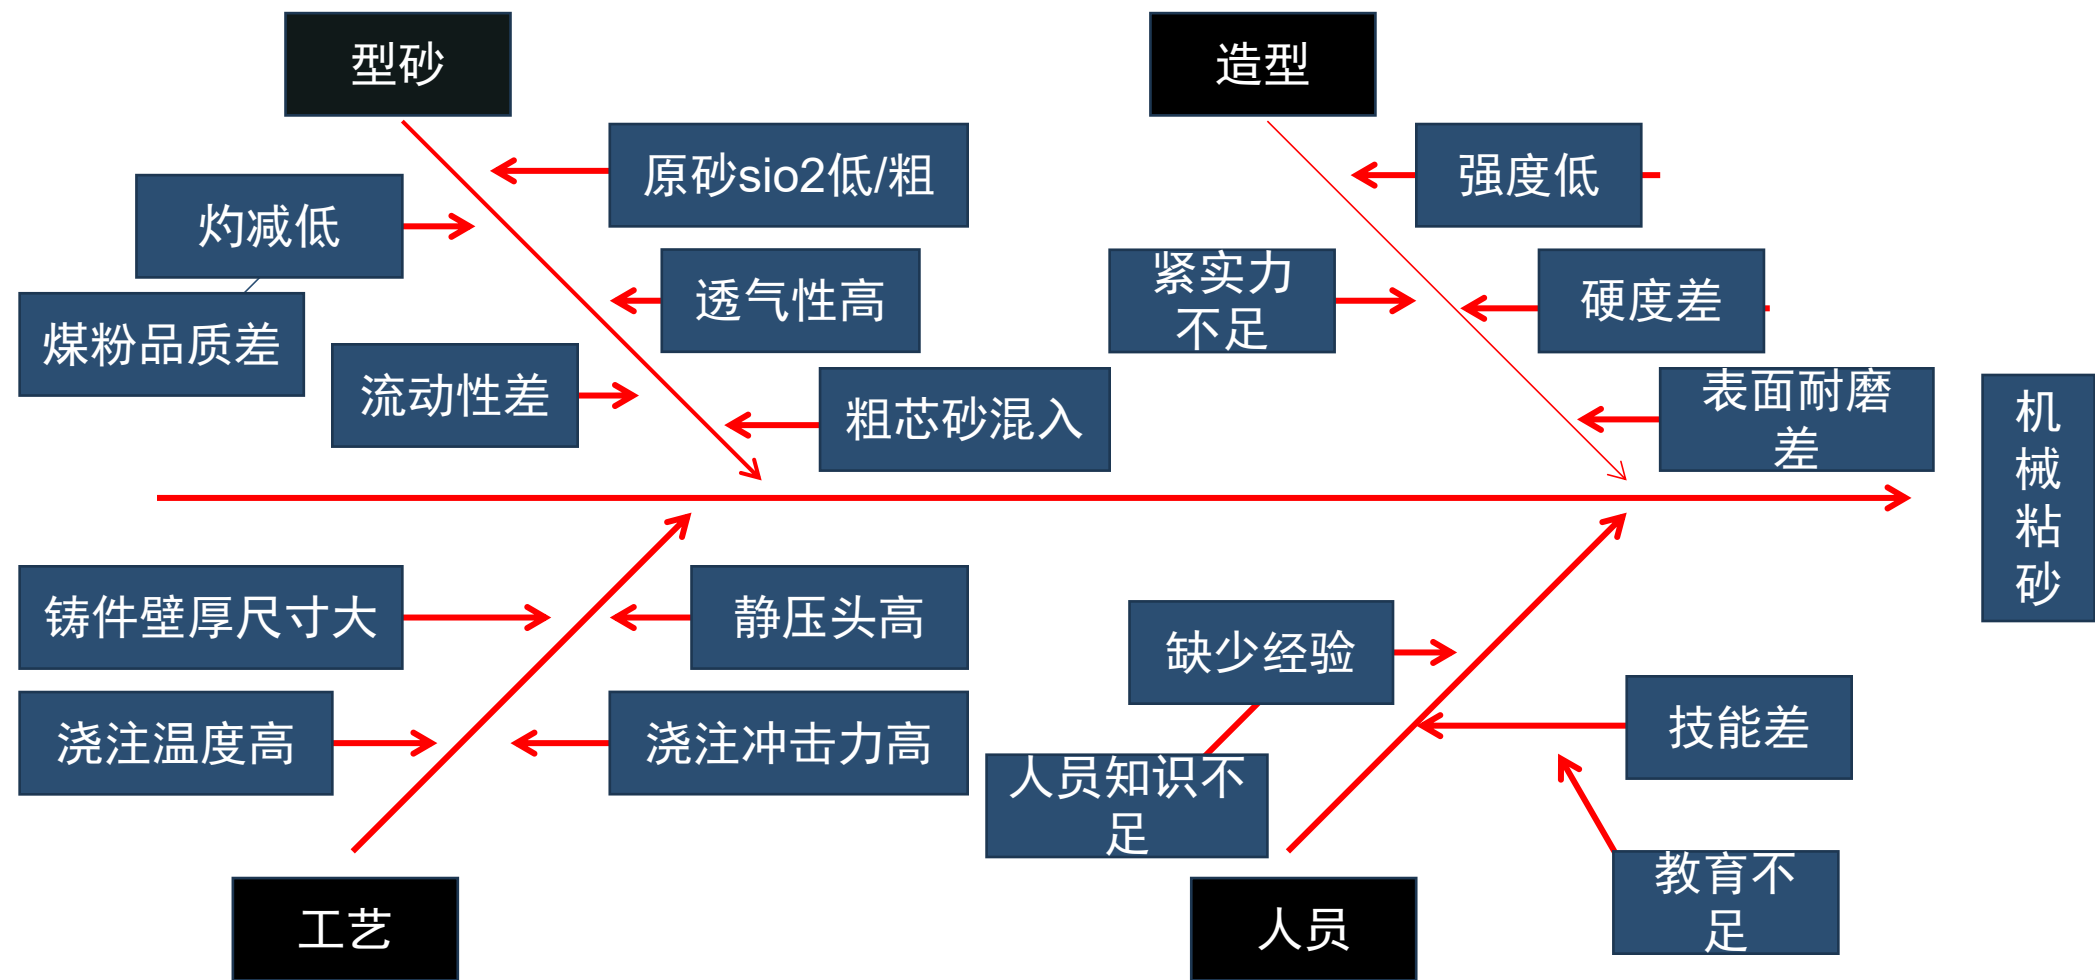 型砂
造型
原砂sio2低/粗
强度低
灼减低
紧实力
不足
透气性高
硬度差
煤粉品质差
流动性差
粗芯砂混入
表面耐磨
差
机
械
粘
砂
铸件壁厚尺寸大
静压头高
缺少经验
浇注温度高
浇注冲击力高
技能差
人员知识不
足
教育不
足
工艺
人员